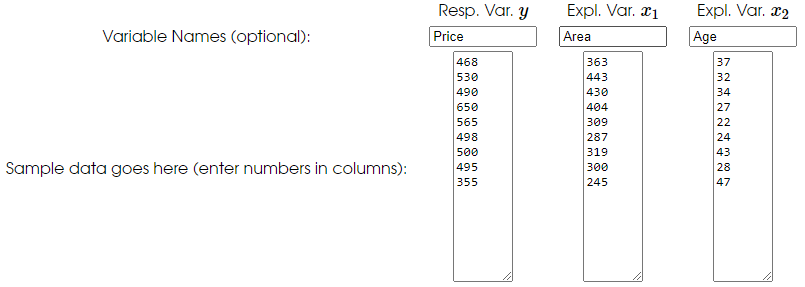 Resp. Var. y Expl. Var. x1 Expl. Var. x2
Variable Names (optional): Price Area Age
468 363 37
530 443 32
490 430 34
650 404 27
565 309 22
498 287 24
500 319 43
Sample data goes here (enter numbers in columns): 495 300 28
355 245 47